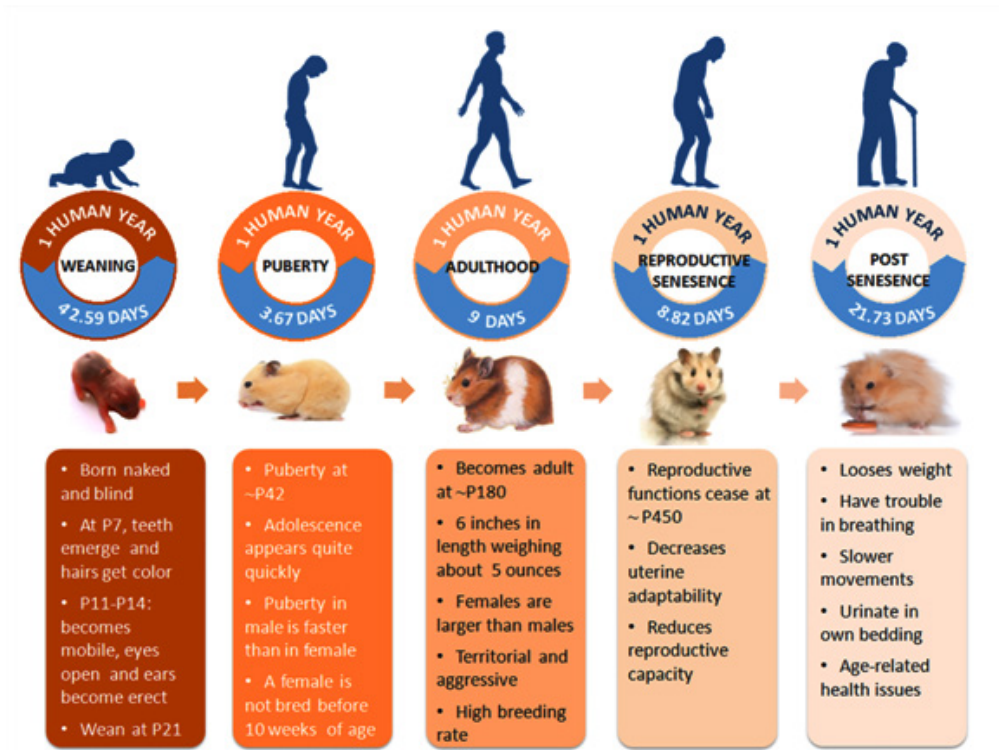 1 HUMAN YEAR
WEANING
42.59 DAYS
1 HUMAN YEAR
PUBERTY
3.67 DAYS
1 HUMAN YEAR
ADULTHOOD
9 DAYS
1 HUMAN YEAR
REPRODUCTIVE
SENESENCE
8.82 DAYS
1 HUMAN YEAR
POST
SENESENCE
21.73 DAYS
• Born naked
and blind
• At P7, teeth
emerge and
hairs get color
• P11-P14:
becomes
mobile, eyes
open and ears
become erect
• Wean at P21
• Puberty at
~P42
• Adolescence
appears quite
quickly
• Puberty in
male is faster
than in female
• A female is
not bred before
10 weeks of age
• Becomes adult
at ~P180
• 6 inches in
length weighing
about 5 ounces
• Females are
larger than males
• Territorial and
aggressive
• High breeding
rate
• Reproductive
functions cease at
~ P450
• Decreases
uterine
adaptability
• Reduces
reproductive
capacity
• Looses weight
• Have trouble
in breathing
• Slower
movements
• Urinate in
own bedding
• Age-related
health issues